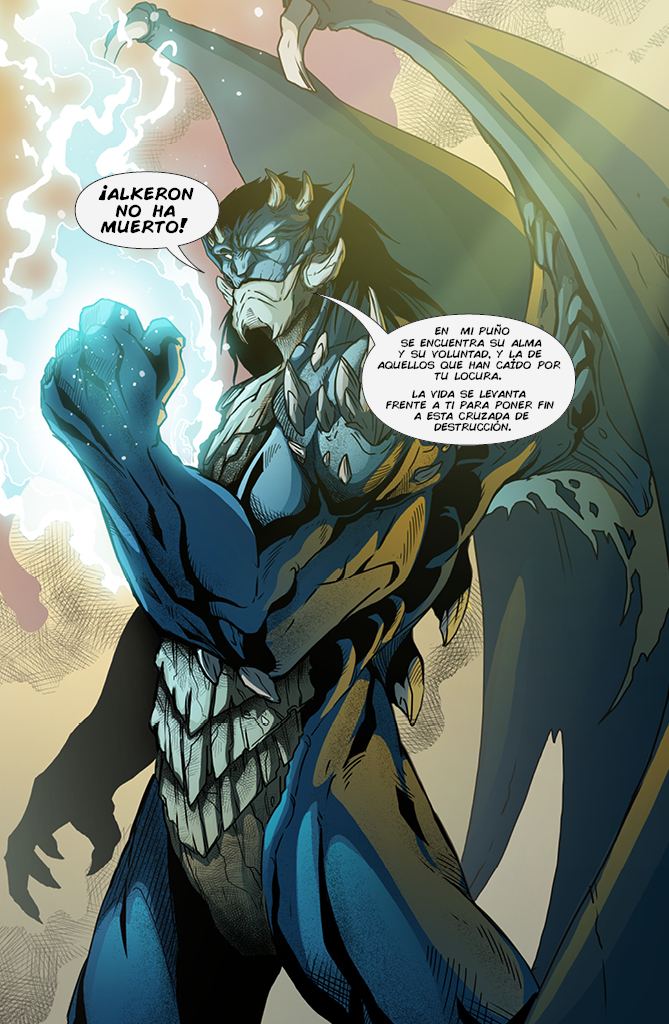 ¡ALKERON
NO HA
MUERTO!
EN MI PUÑO
SE ENCUENTRA SU ALMA
Y SU VOLUNTAD, Y LA DE
AQUELLOS QUE HAN CAÍDO POR
TU LOCURA.
LA VIDA SE LEVANTA
FRENTE A TI PARA PONER FIN
A ESTA CRUZADA DE
DESTRUCCIÓN.